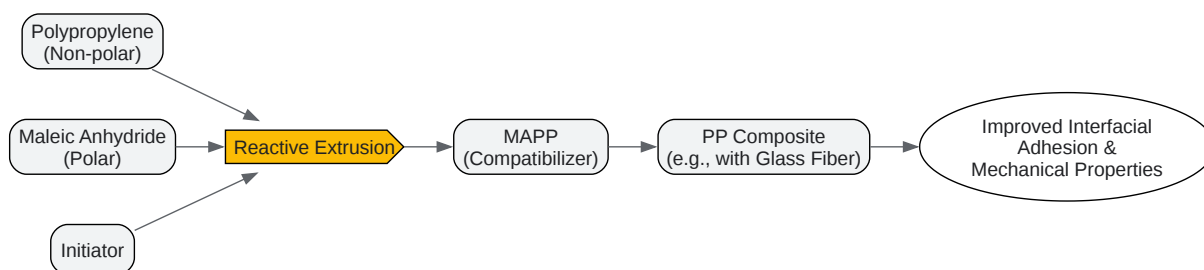 Polypropylene
(Non-polar)
Maleic Anhydride
(Polar)
Initiator
Reactive Extrusion
MAPP
(Compatibilizer)
PP Composite
(e.g., with Glass Fiber)
Improved Interfacial
Adhesion &
Mechanical Properties